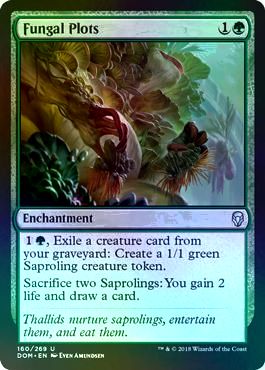 Fungal Plots 1
Enchantment
1 , Exile a creature card from
your graveyard: Create a 1/1 green
Saproling creature token.
Sacrifice two Saprolings: You gain 2
life and draw a card.
Thallids nurture saprolings, entertain
them, and eat them.
160/269 U
DOM • EN EVEN AMUNDSEN
™ & © 2018 Wizards of the Coast